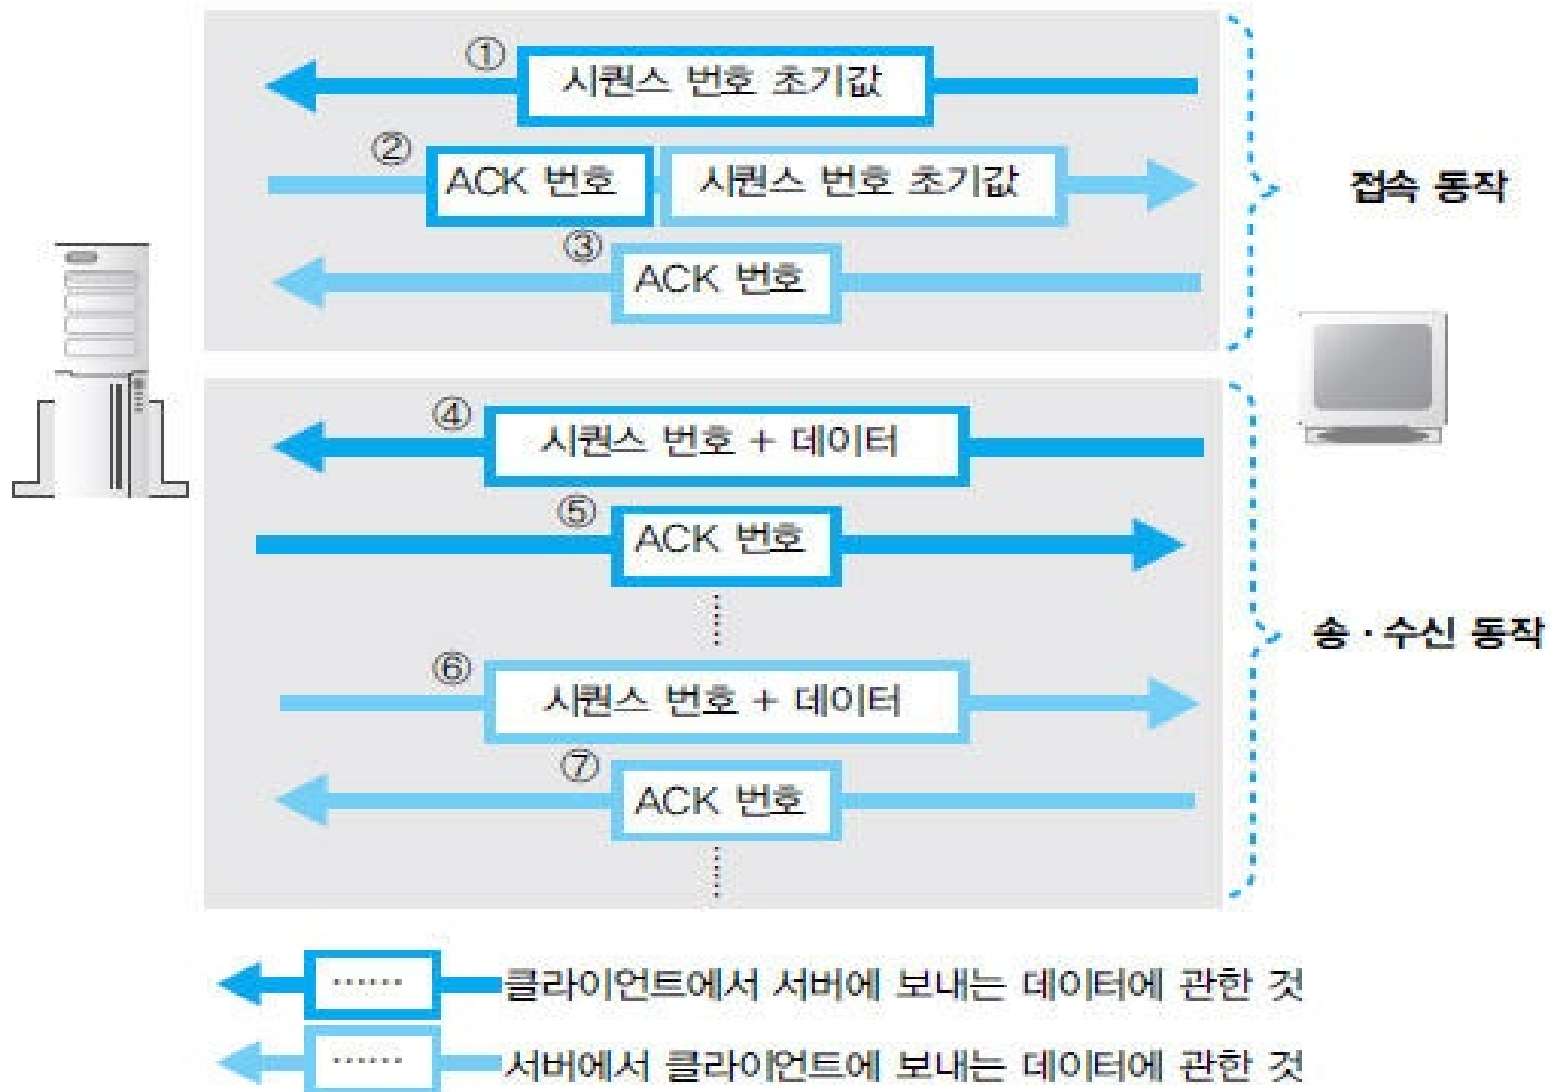 ① 시퀀스 번호 초기값
② ACK 번호 시퀀스 번호 초기값
③ ACK 번호
접속 동작
④ 시퀀스 번호 + 데이터
⑤ ACK 번호
⑥ 시퀀스 번호 + 데이터
⑦ ACK 번호
송·수신 동작
...... 클라이언트에서 서버에 보내는 데이터에 관한 것
...... 서버에서 클라이언트에 보내는 데이터에 관한 것